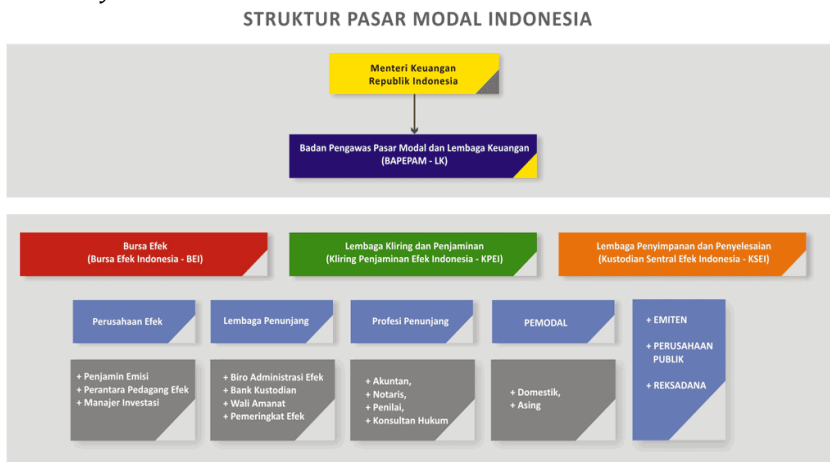 STRUKTUR PASAR MODAL INDONESIA
Menteri Keuangan
Republik Indonesia
Badan Pengawas Pasar Modal dan Lembaga Keuangan
(BAPEPAM - LK)
Bursa Efek
(Bursa Efek Indonesia - BEI)
Lembaga Kliring dan Penjaminan
(Kliring Penjaminan Efek Indonesia - KPEI)
Lembaga Penyimpanan dan Penyelesaian
(Kustodian Sentral Efek Indonesia - KSEI)
Perusahaan Efek
+ Penjamin Emisi
+ Perantara Pedagang Efek
+ Manajer Investasi
Lembaga Penunjang
+ Biro Administrasi Efek
+ Bank Kustodian
+ Wali Amanat
+ Pemeringkat Efek
Profesi Penunjang
+ Akuntan,
+ Notaris,
+ Penilai,
+ Konsultan Hukum
PEMODAL
+ Domestik,
+ Asing
+ EMITEN
+ PERUSAHAAN
PUBLIK
+ REKSADANA